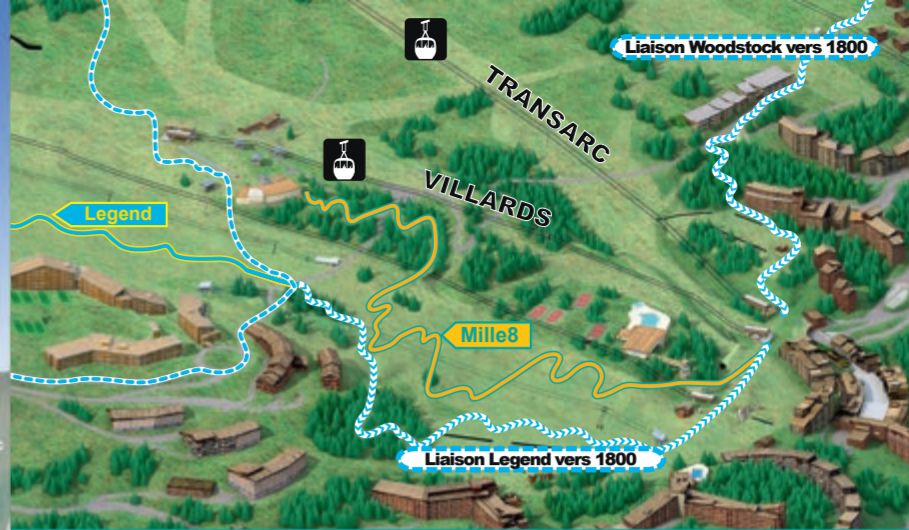 Liaison Woodstock vers 1800
TRANSARC
VILLARDS
Legend
Mille8
Liaison Legend vers 1800